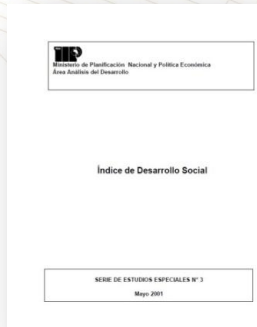 Ministerio de Planificación Nacional y Política Económica
Área Análisis del Desarrollo
Índice de Desarrollo Social
SERIE DE ESTUDIOS ESPECIALES N° 3
Mayo 2001